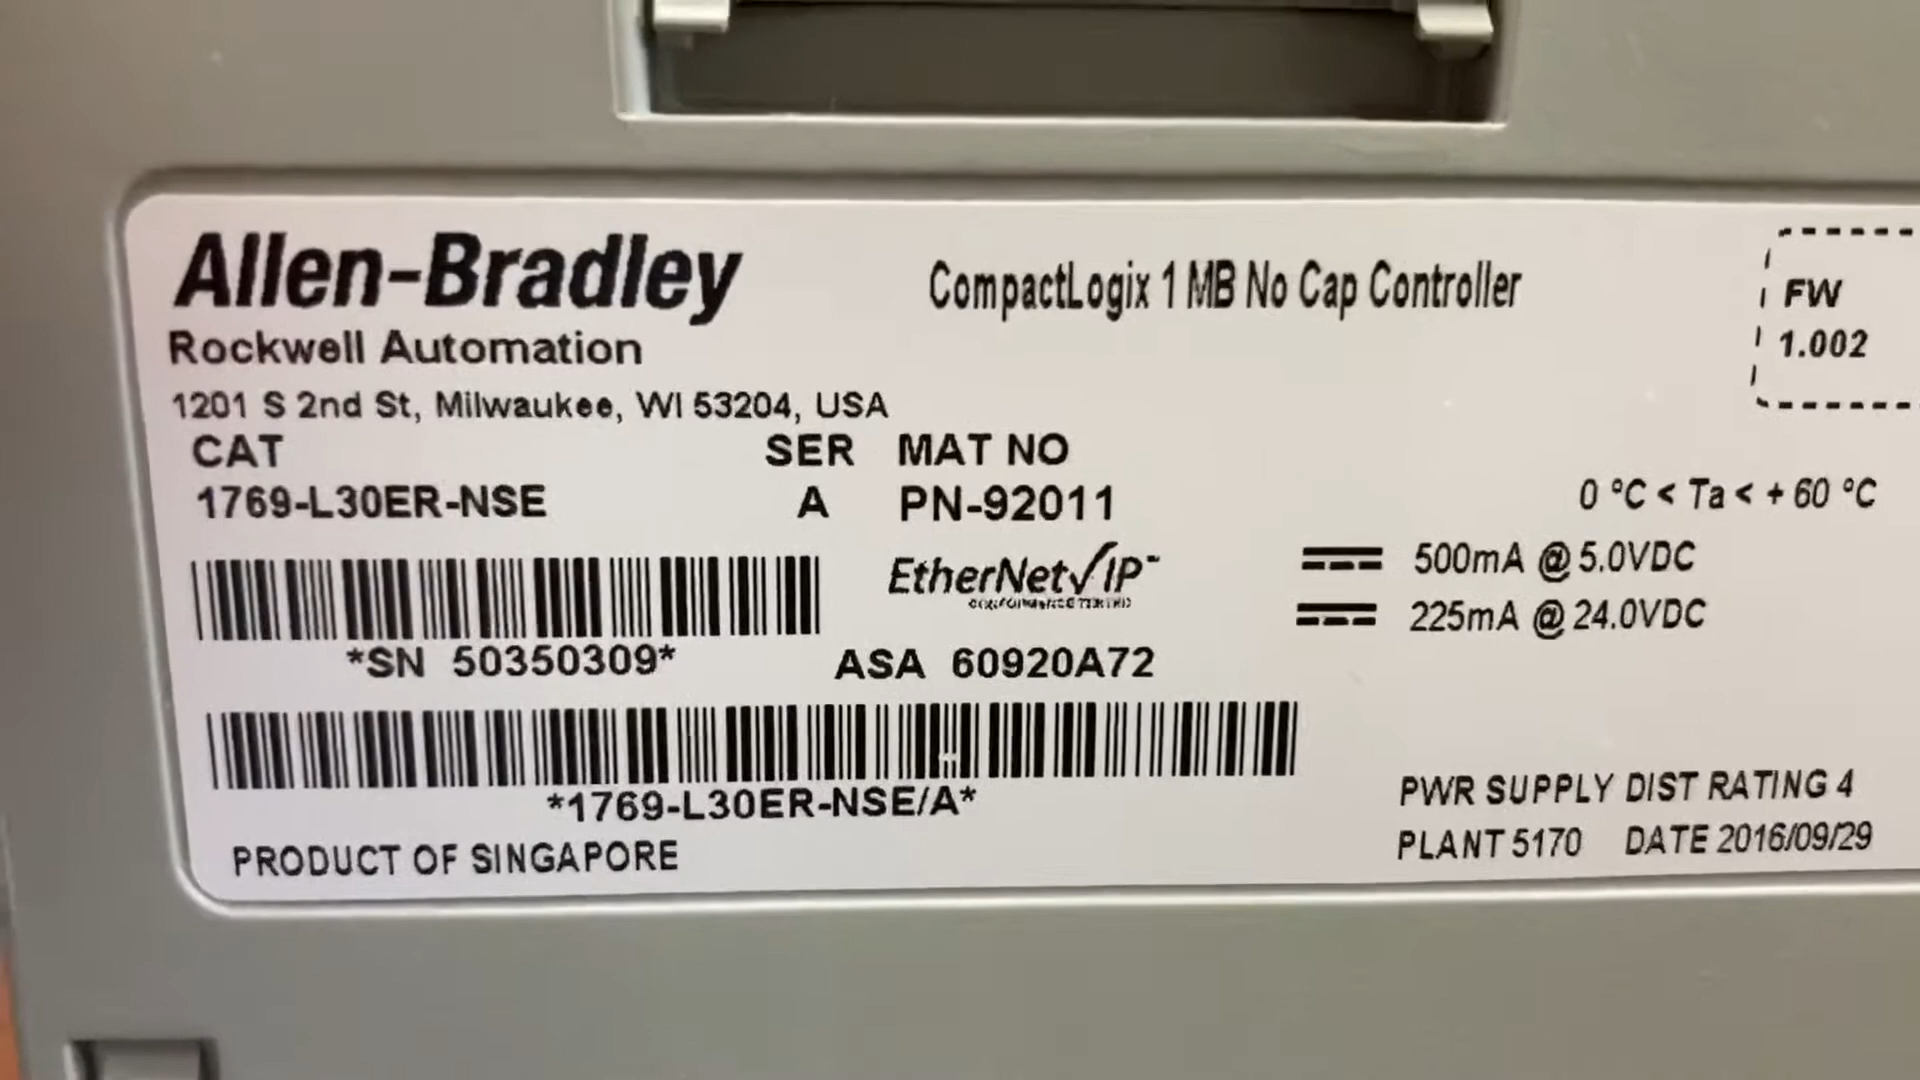 Allen-Bradley
CompactLogix 1 MB No Cap Controller
FW
1.002
Rockwell Automation
1201 S 2nd St, Milwaukee, WI 53204, USA
CAT SER MAT NO
1769-L30ER-NSE A PN-92011
0 °C < Ta < + 60 °C
EtherNet/IP
500mA @ 5.0VDC
225mA @ 24.0VDC
*SN 50350309* ASA 60920A72
*1769-L30ER-NSE/A*
PWR SUPPLY DIST RATING 4
PRODUCT OF SINGAPORE
PLANT 5170 DATE 2016/09/29